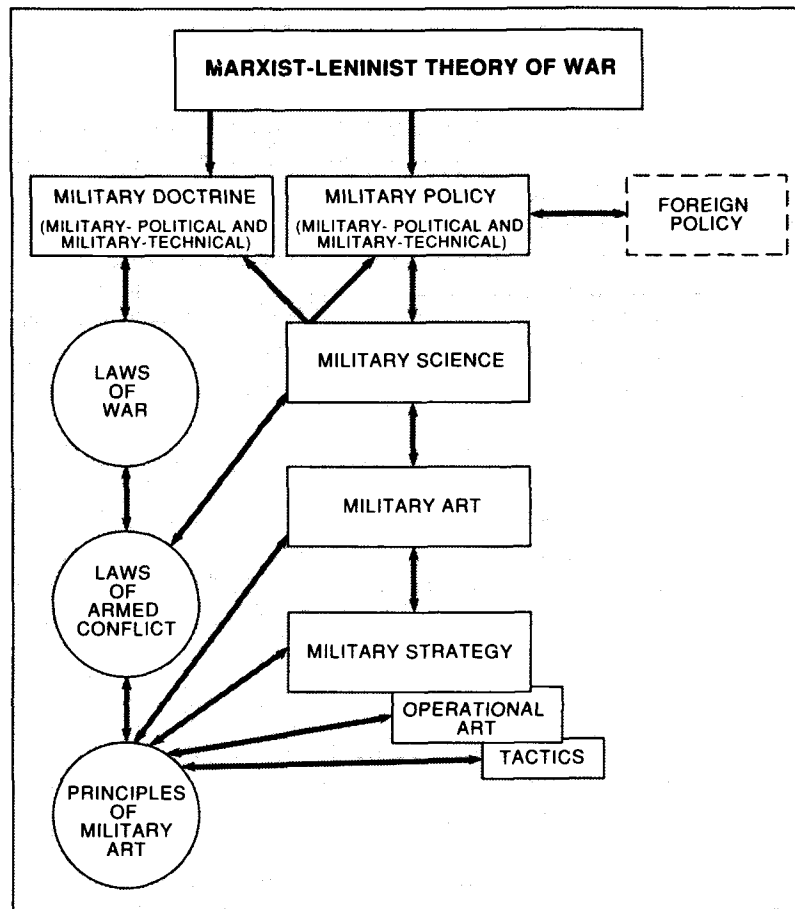 MARXIST-LENINIST THEORY OF WAR
MILITARY DOCTRINE
(MILITARY- POLITICAL AND
MILITARY-TECHNICAL)
MILITARY POLICY
(MILITARY- POLITICAL AND
MILITARY-TECHNICAL)
FOREIGN
POLICY
LAWS
OF
WAR
MILITARY SCIENCE
MILITARY ART
LAWS
OF
ARMED
CONFLICT
MILITARY STRATEGY
OPERATIONAL
ART
TACTICS
PRINCIPLES
OF
MILITARY
ART